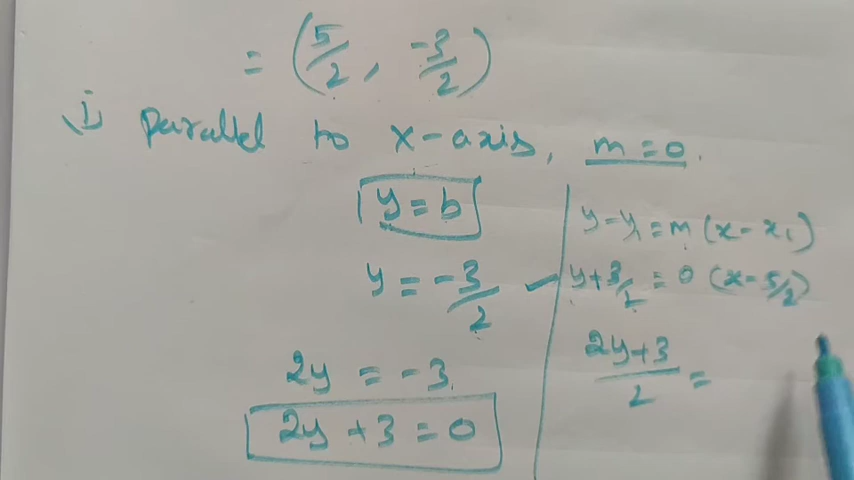 = (5/2, -3/2)
i) parallel to x-axis, m=0.
y = b
y = -3/2
2y = -3
2y + 3 = 0
y-y₁ = m (x - x₁)
y+3/2 = 0 (x - 5/2)
2y+3/2 =